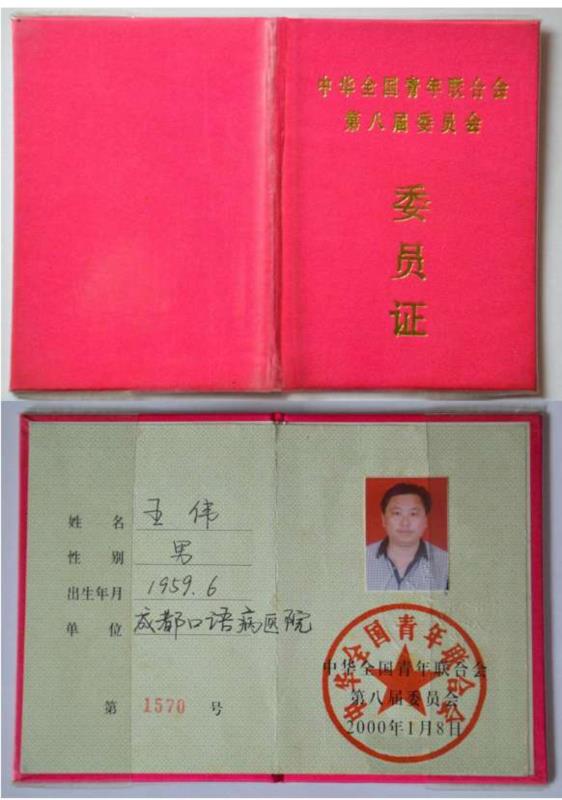 中华全国青年联合会
第八届委员会
委
员
证
姓 名 王伟
性 别 男
出生年月 1959.6
单 位 成都口语病医院
第 1570 号
中华全国青年联合会
中华全国青年联合会
第八届委员会
2000年1月8日